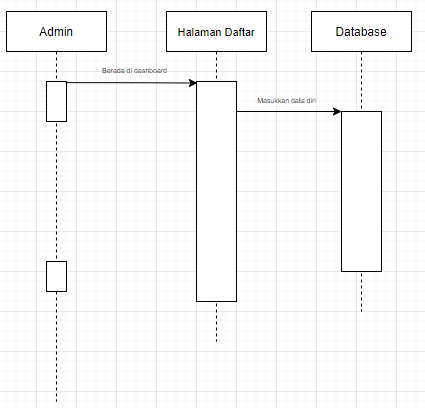 Admin
Halaman Daftar
Database
Berada di dashboard
Masukkan data diri